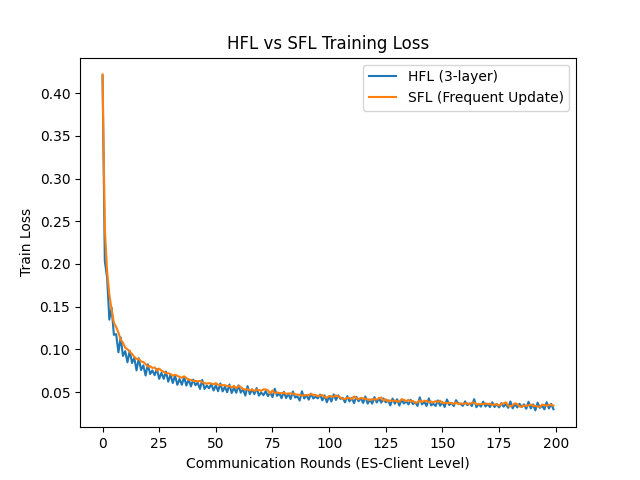 HFL vs SFL Training Loss
HFL (3-layer)
SFL (Frequent Update)
0.40
0.35
0.30
0.25
0.20
0.15
0.10
0.05
Train Loss
0 25 50 75 100 125 150 175 200
Communication Rounds (ES-Client Level)